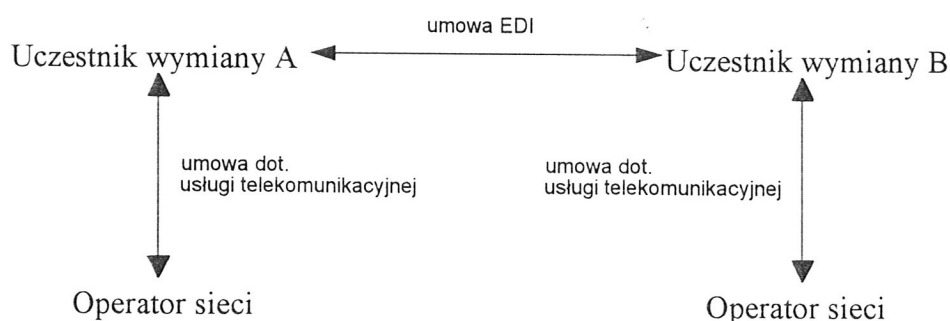 umowa EDI
Uczestnik wymiany A
Uczestnik wymiany B
umowa dot.
usługi telekomunikacyjnej
umowa dot.
usługi telekomunikacyjnej
Operator sieci
Operator sieci